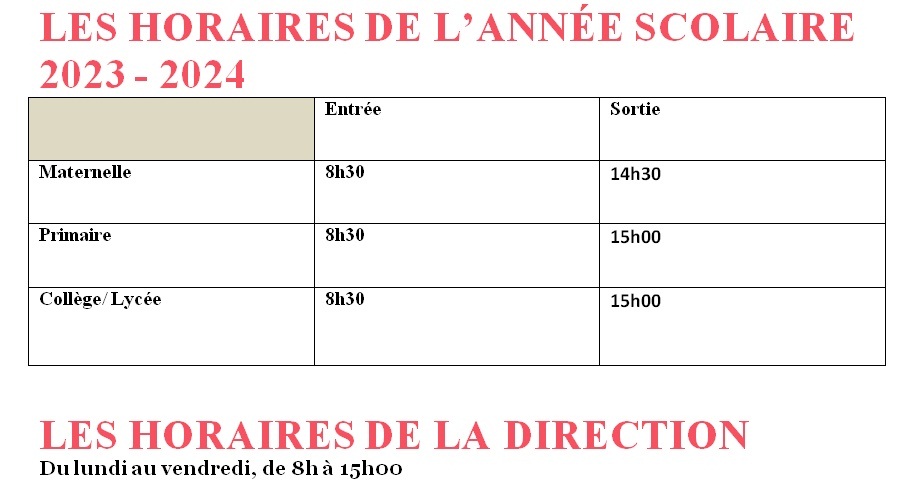 LES HORAIRES DE L’ANNÉE SCOLAIRE
2023 - 2024
Entrée Sortie
Maternelle 8h30 14h30
Primaire 8h30 15h00
Collège/ Lycée 8h30 15h00
LES HORAIRES DE LA DIRECTION
Du lundi au vendredi, de 8h à 15h00